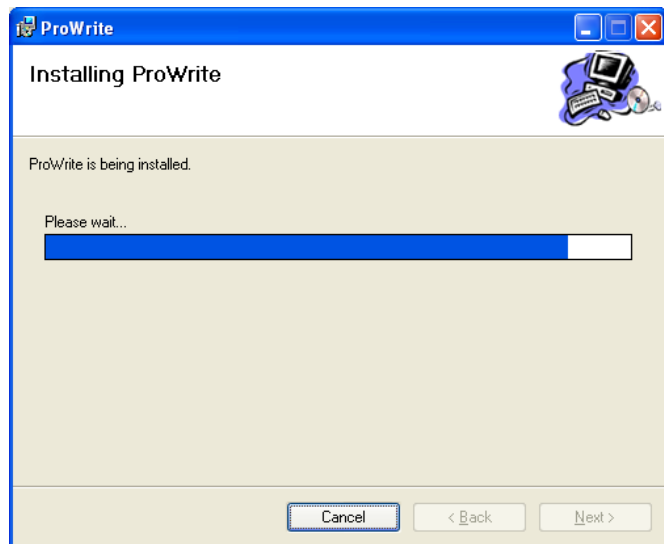 ProWrite
Installing ProWrite
ProWrite is being installed.
Please wait...
Cancel
< Back
Next >